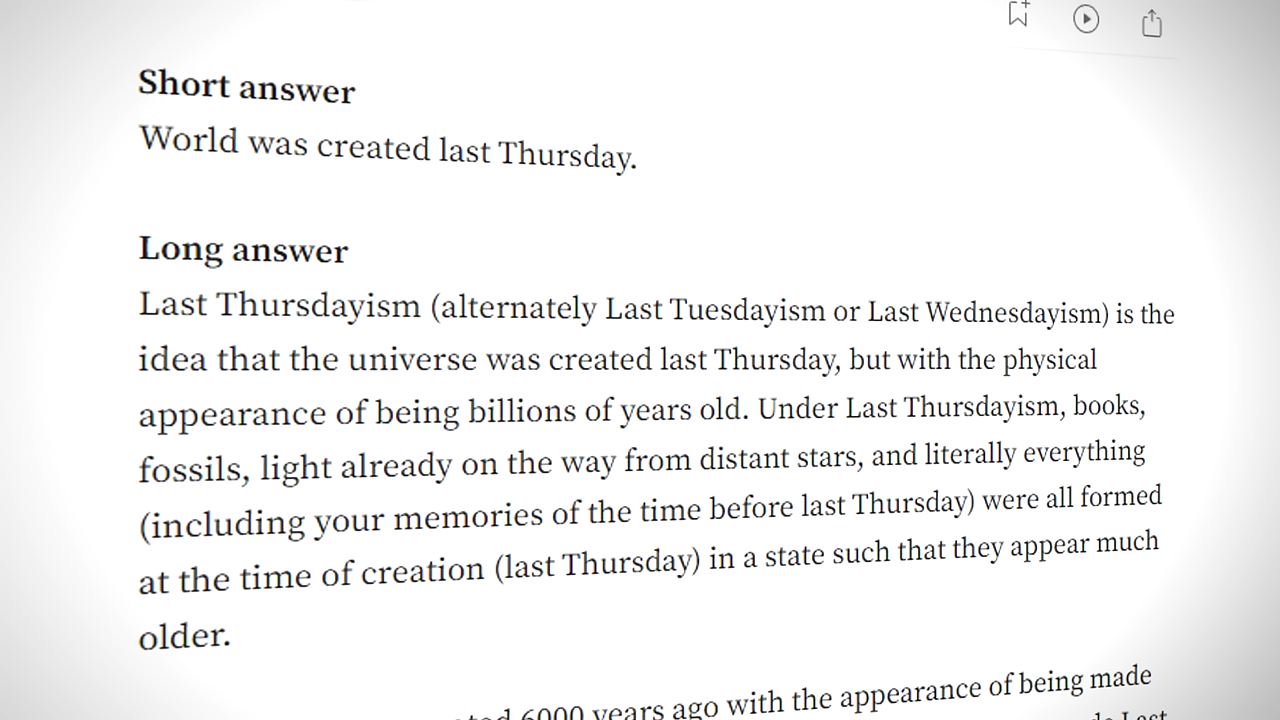 Short answer
World was created last Thursday.
Long answer
Last Thursdayism (alternately Last Tuesdayism or Last Wednesdayism) is the
idea that the universe was created last Thursday, but with the physical
appearance of being billions of years old. Under Last Thursdayism, books,
fossils, light already on the way from distant stars, and literally everything
(including your memories of the time before last Thursday) were all formed
at the time of creation (last Thursday) in a state such that they appear much
older.
6000 years ago with the appearance of being made
Last